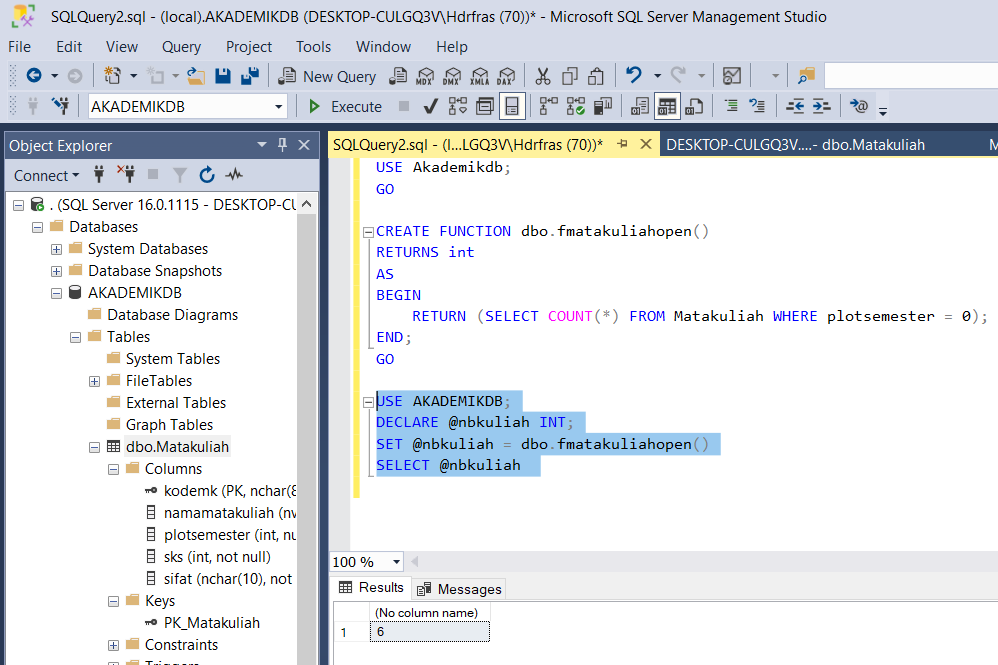 SQLQuery2.sql - (local).AKADEMIKDB (DESKTOP-CULGQ3V\Hdrfras (70))* - Microsoft SQL Server Management Studio
File Edit View Query Project Tools Window Help
New Query MDX DMX XMLA DAX
AKADEMIKDB Execute
Object Explorer
Connect
. (SQL Server 16.0.1115 - DESKTOP-CU
Databases
System Databases
Database Snapshots
AKADEMIKDB
Database Diagrams
Tables
System Tables
FileTables
External Tables
Graph Tables
dbo.Matakuliah
Columns
kodemk (PK, nchar(8
namamatakuliah (nv
plotsemester (int, nu
sks (int, not null)
sifat (nchar(10), not
Keys
PK_Matakuliah
Constraints
Triggers
SQLQuery2.sql - (l...LGQ3V\Hdrfras (70))* DESKTOP-CULGQ3V....- dbo.Matakuliah M
USE Akademikdb;
GO
CREATE FUNCTION dbo.fmatakuliahopen()
RETURNS int
AS
BEGIN
RETURN (SELECT COUNT(*) FROM Matakuliah WHERE plotsemester = 0);
END;
GO
USE AKADEMIKDB;
DECLARE @nbkuliah INT;
SET @nbkuliah = dbo.fmatakuliahopen()
SELECT @nbkuliah
100 %
Results Messages
(No column name)
1 6